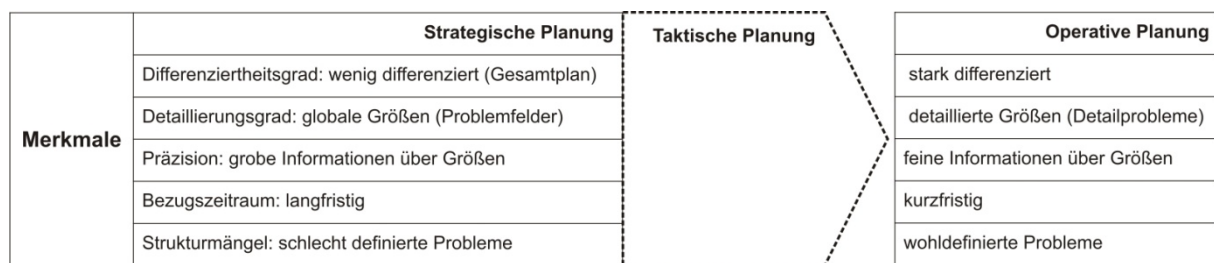 Strategische Planung Taktische Planung Operative Planung
Merkmale
Differenziertheitsgrad: wenig differenziert (Gesamtplan) stark differenziert
Detaillierungsgrad: globale Größen (Problemfelder) detaillierte Größen (Detailprobleme)
Präzision: grobe Informationen über Größen feine Informationen über Größen
Bezugszeitraum: langfristig kurzfristig
Strukturmängel: schlecht definierte Probleme wohldefinierte Probleme